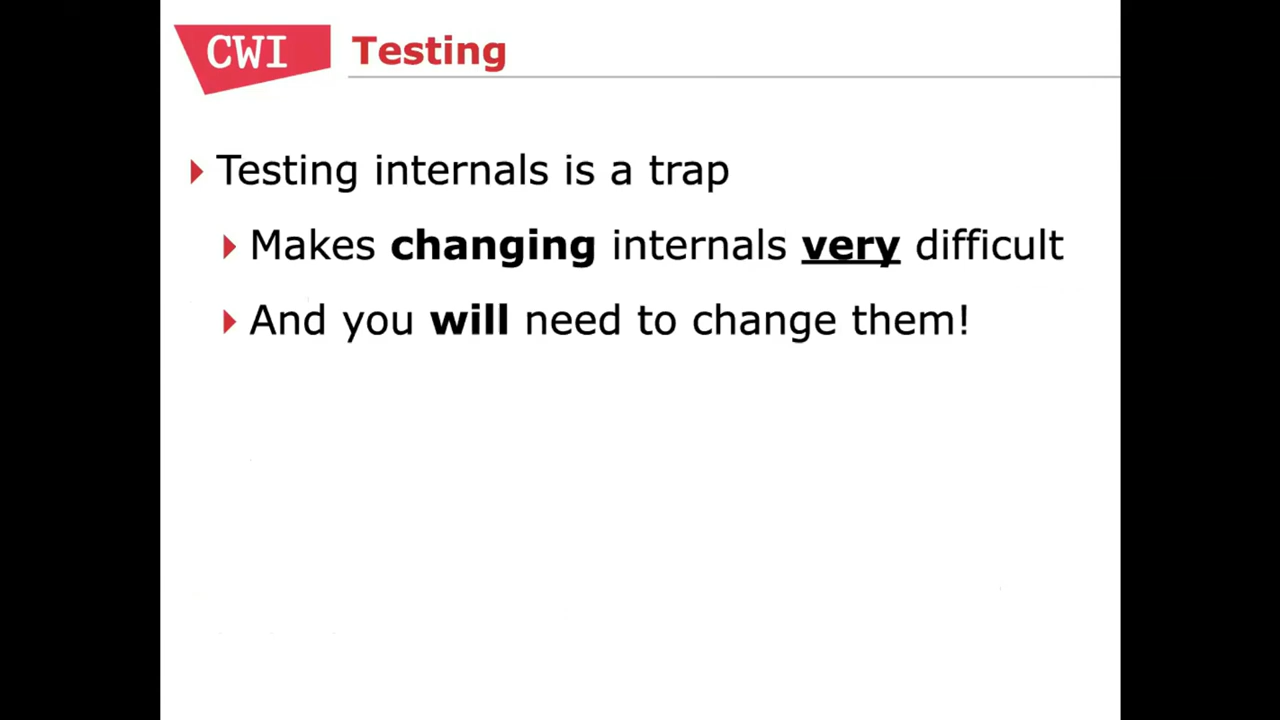 CWI
Testing
Testing internals is a trap
Makes changing internals very difficult
And you will need to change them!